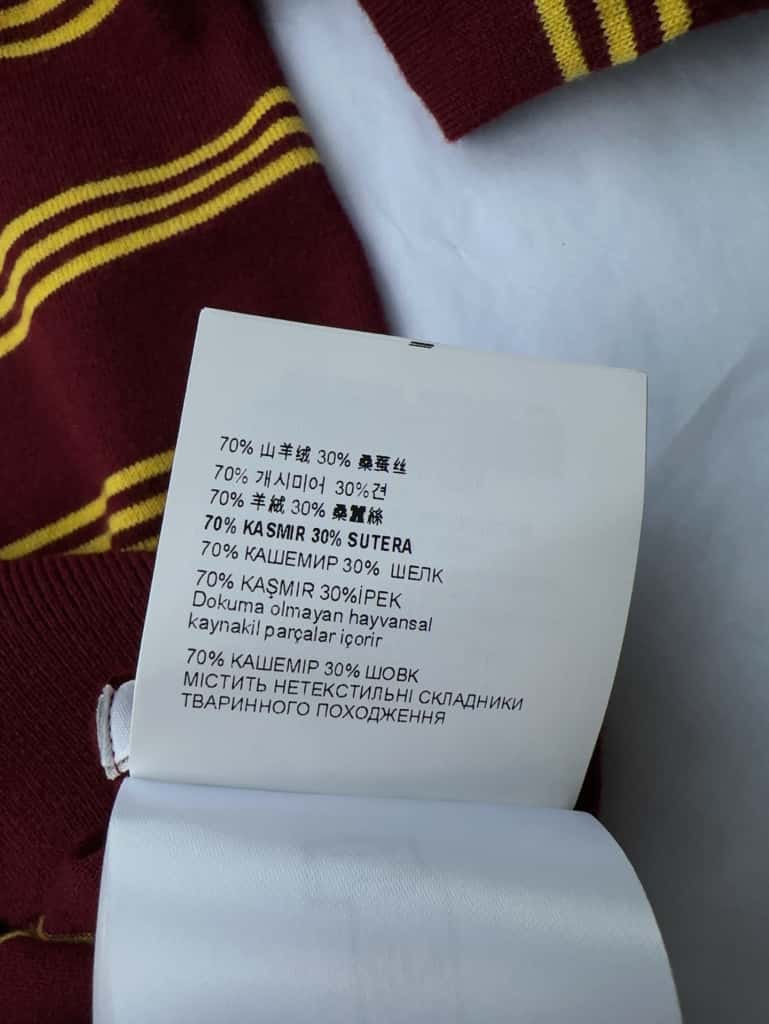 70% 山羊绒 30% 桑蚕丝
70% 개시미어 30%견
70% 羊絨 30% 桑蠶絲
70% KASMIR 30% SUTERA
70% КАШЕМИР 30% ШЕЛК
70% KAŞMIR 30%İPEK
Dokuma olmayan hayvansal
kaynakil parçalar içorir
70% КАШЕМІР 30% ШОВК
МІСТИТЬ НЕТЕКСТИЛЬНІ СКЛАДНИКИ
ТВАРИННОГО ПОХОДЖЕННЯ